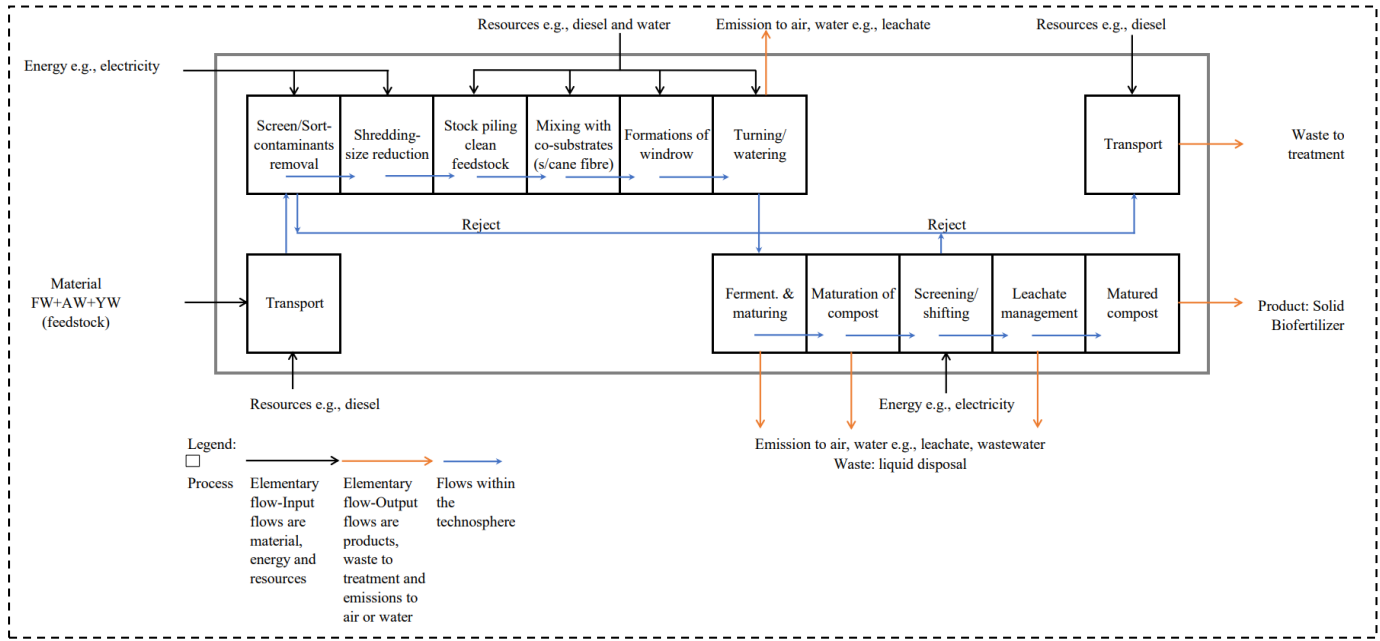 Resources e.g., diesel and water
Emission to air, water e.g., leachate
Resources e.g., diesel
Energy e.g., electricity
Screen/Sort-
contaminants
removal
Shredding-
size reduction
Stock piling
clean
feedstock
Mixing with
co-substrates
(s/cane fibre)
Formations of
windrow
Turning/
watering
Transport
Waste to
treatment
Reject
Reject
Material
FW+AW+YW
(feedstock)
Transport
Ferment. &
maturing
Maturation of
compost
Screening/
shifting
Leachate
management
Matured
compost
Product: Solid
Biofertilizer
Resources e.g., diesel
Energy e.g., electricity
Emission to air, water e.g., leachate, wastewater
Waste: liquid disposal
Legend:
Process
Elementary
flow-Input
flows are
material,
energy and
resources
Elementary
flow-Output
flows are
products,
waste to
treatment and
emissions to
air or water
Flows within
the
technosphere